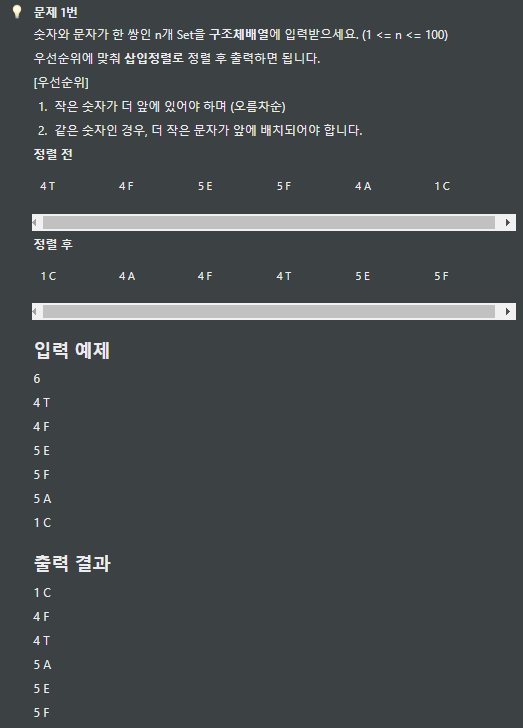 문제 1번
숫자와 문자가 한 쌍인 n개 Set을 구조체배열에 입력받으세요. (1 <= n <= 100)
우선순위에 맞춰 삽입정렬로 정렬 후 출력하면 됩니다.
[우선순위]
1. 작은 숫자가 더 앞에 있어야 하며 (오름차순)
2. 같은 숫자인 경우, 더 작은 문자가 앞에 배치되어야 합니다.
정렬 전
4 T 4 F 5 E 5 F 4 A 1 C
정렬 후
1 C 4 A 4 F 4 T 5 E 5 F
입력 예제
6
4 T
4 F
5 E
5 F
5 A
1 C
출력 결과
1 C
4 F
4 T
5 A
5 E
5 F